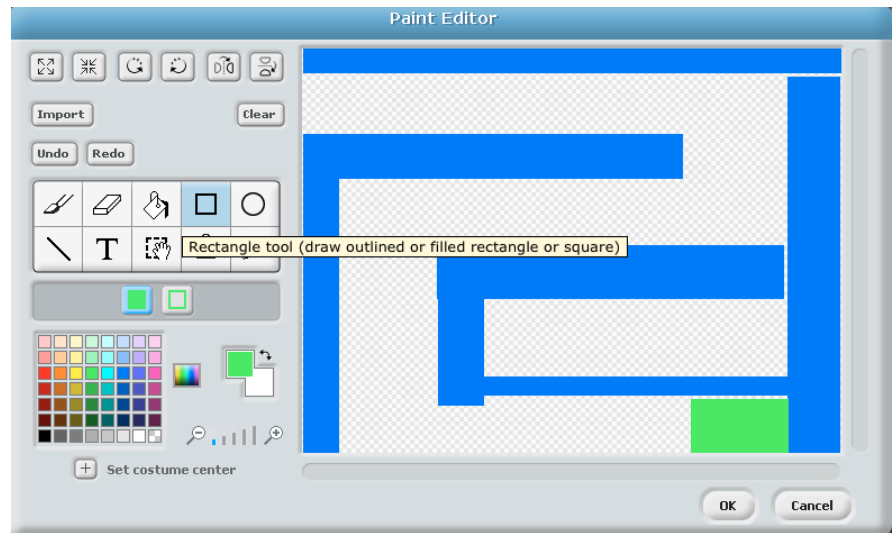 Paint Editor
Import
Clear
Undo
Redo
T
Rectangle tool (draw outlined or filled rectangle or square)
Set costume center
OK
Cancel